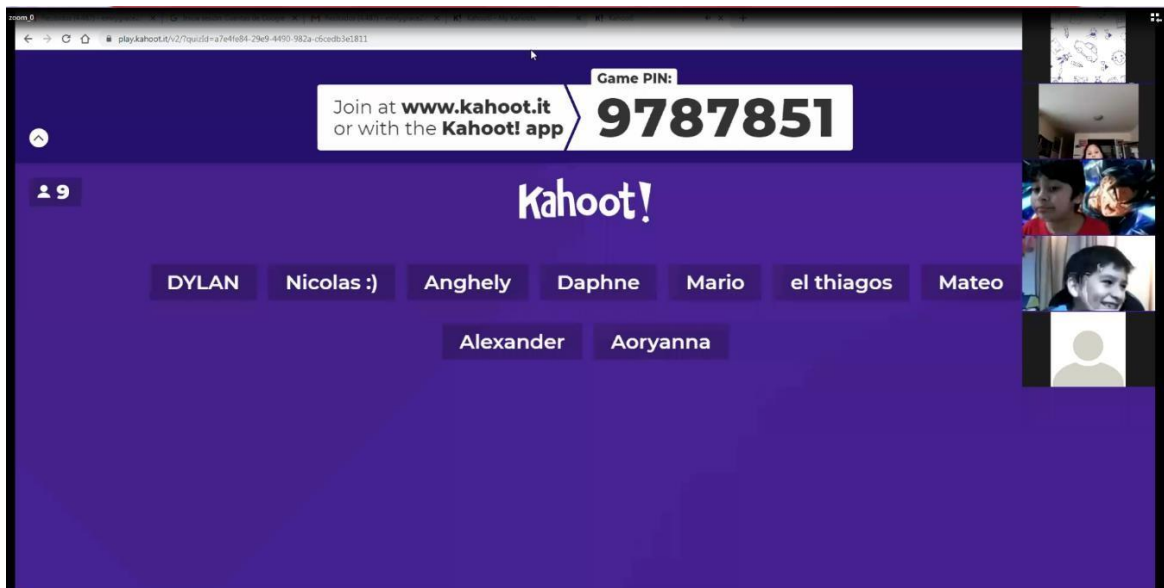 zoom_0
play.kahoot.it/v2/?quizId=a7e4fe84-29e9-4490-982a-c6cedb3e1811
Game PIN:
Join at www.kahoot.it
or with the Kahoot! app
9787851
9
Kahoot!
DYLAN Nicolas :) Anghely Daphne Mario el thiagos Mateo
Alexander Aoryanna